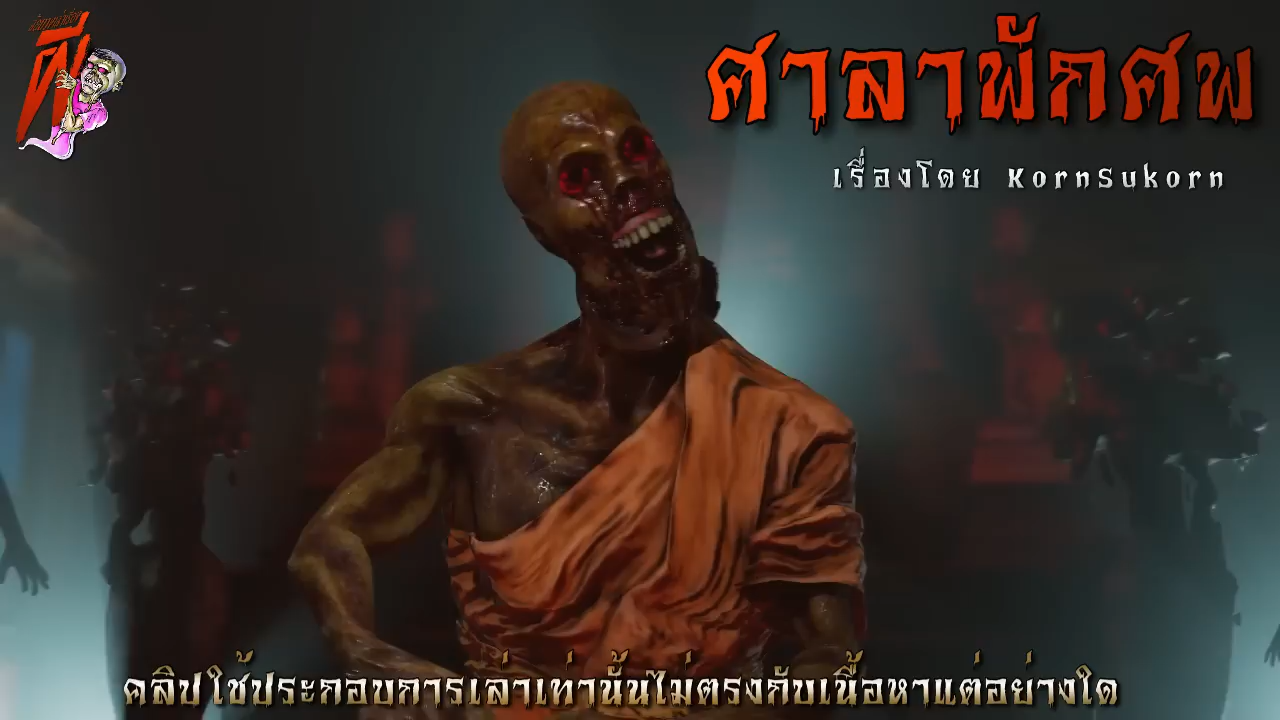 ผี
ศาลาพักศพ
เรื่องโดย KornSukorn
คลิปใช้ประกอบการเล่าเท่านั้นไม่ตรงกับเนื้อหาแต่อย่างใด